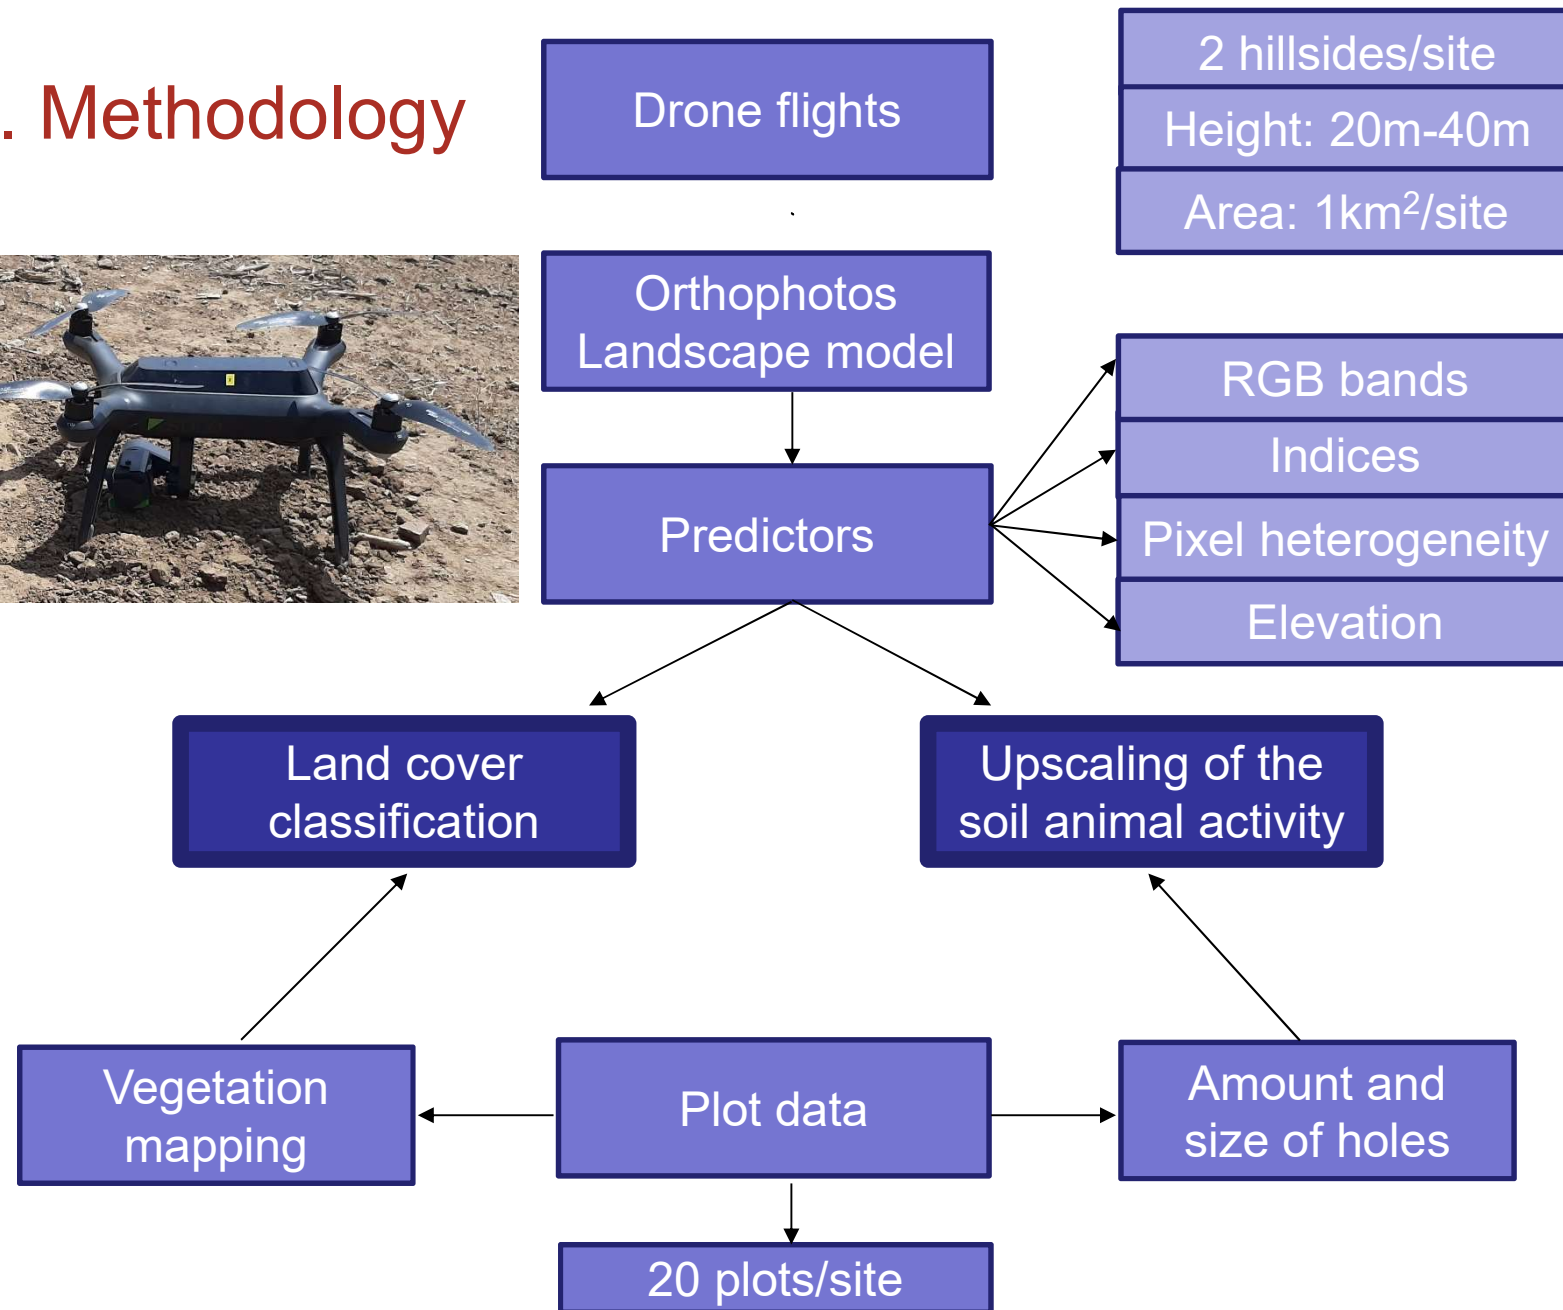 . Methodology
Drone flights
2 hillsides/site
Height: 20m-40m
Area: 1km²/site
Orthophotos
Landscape model
Predictors
RGB bands
Indices
Pixel heterogeneity
Elevation
Land cover
classification
Upscaling of the
soil animal activity
Vegetation
mapping
Plot data
Amount and
size of holes
20 plots/site